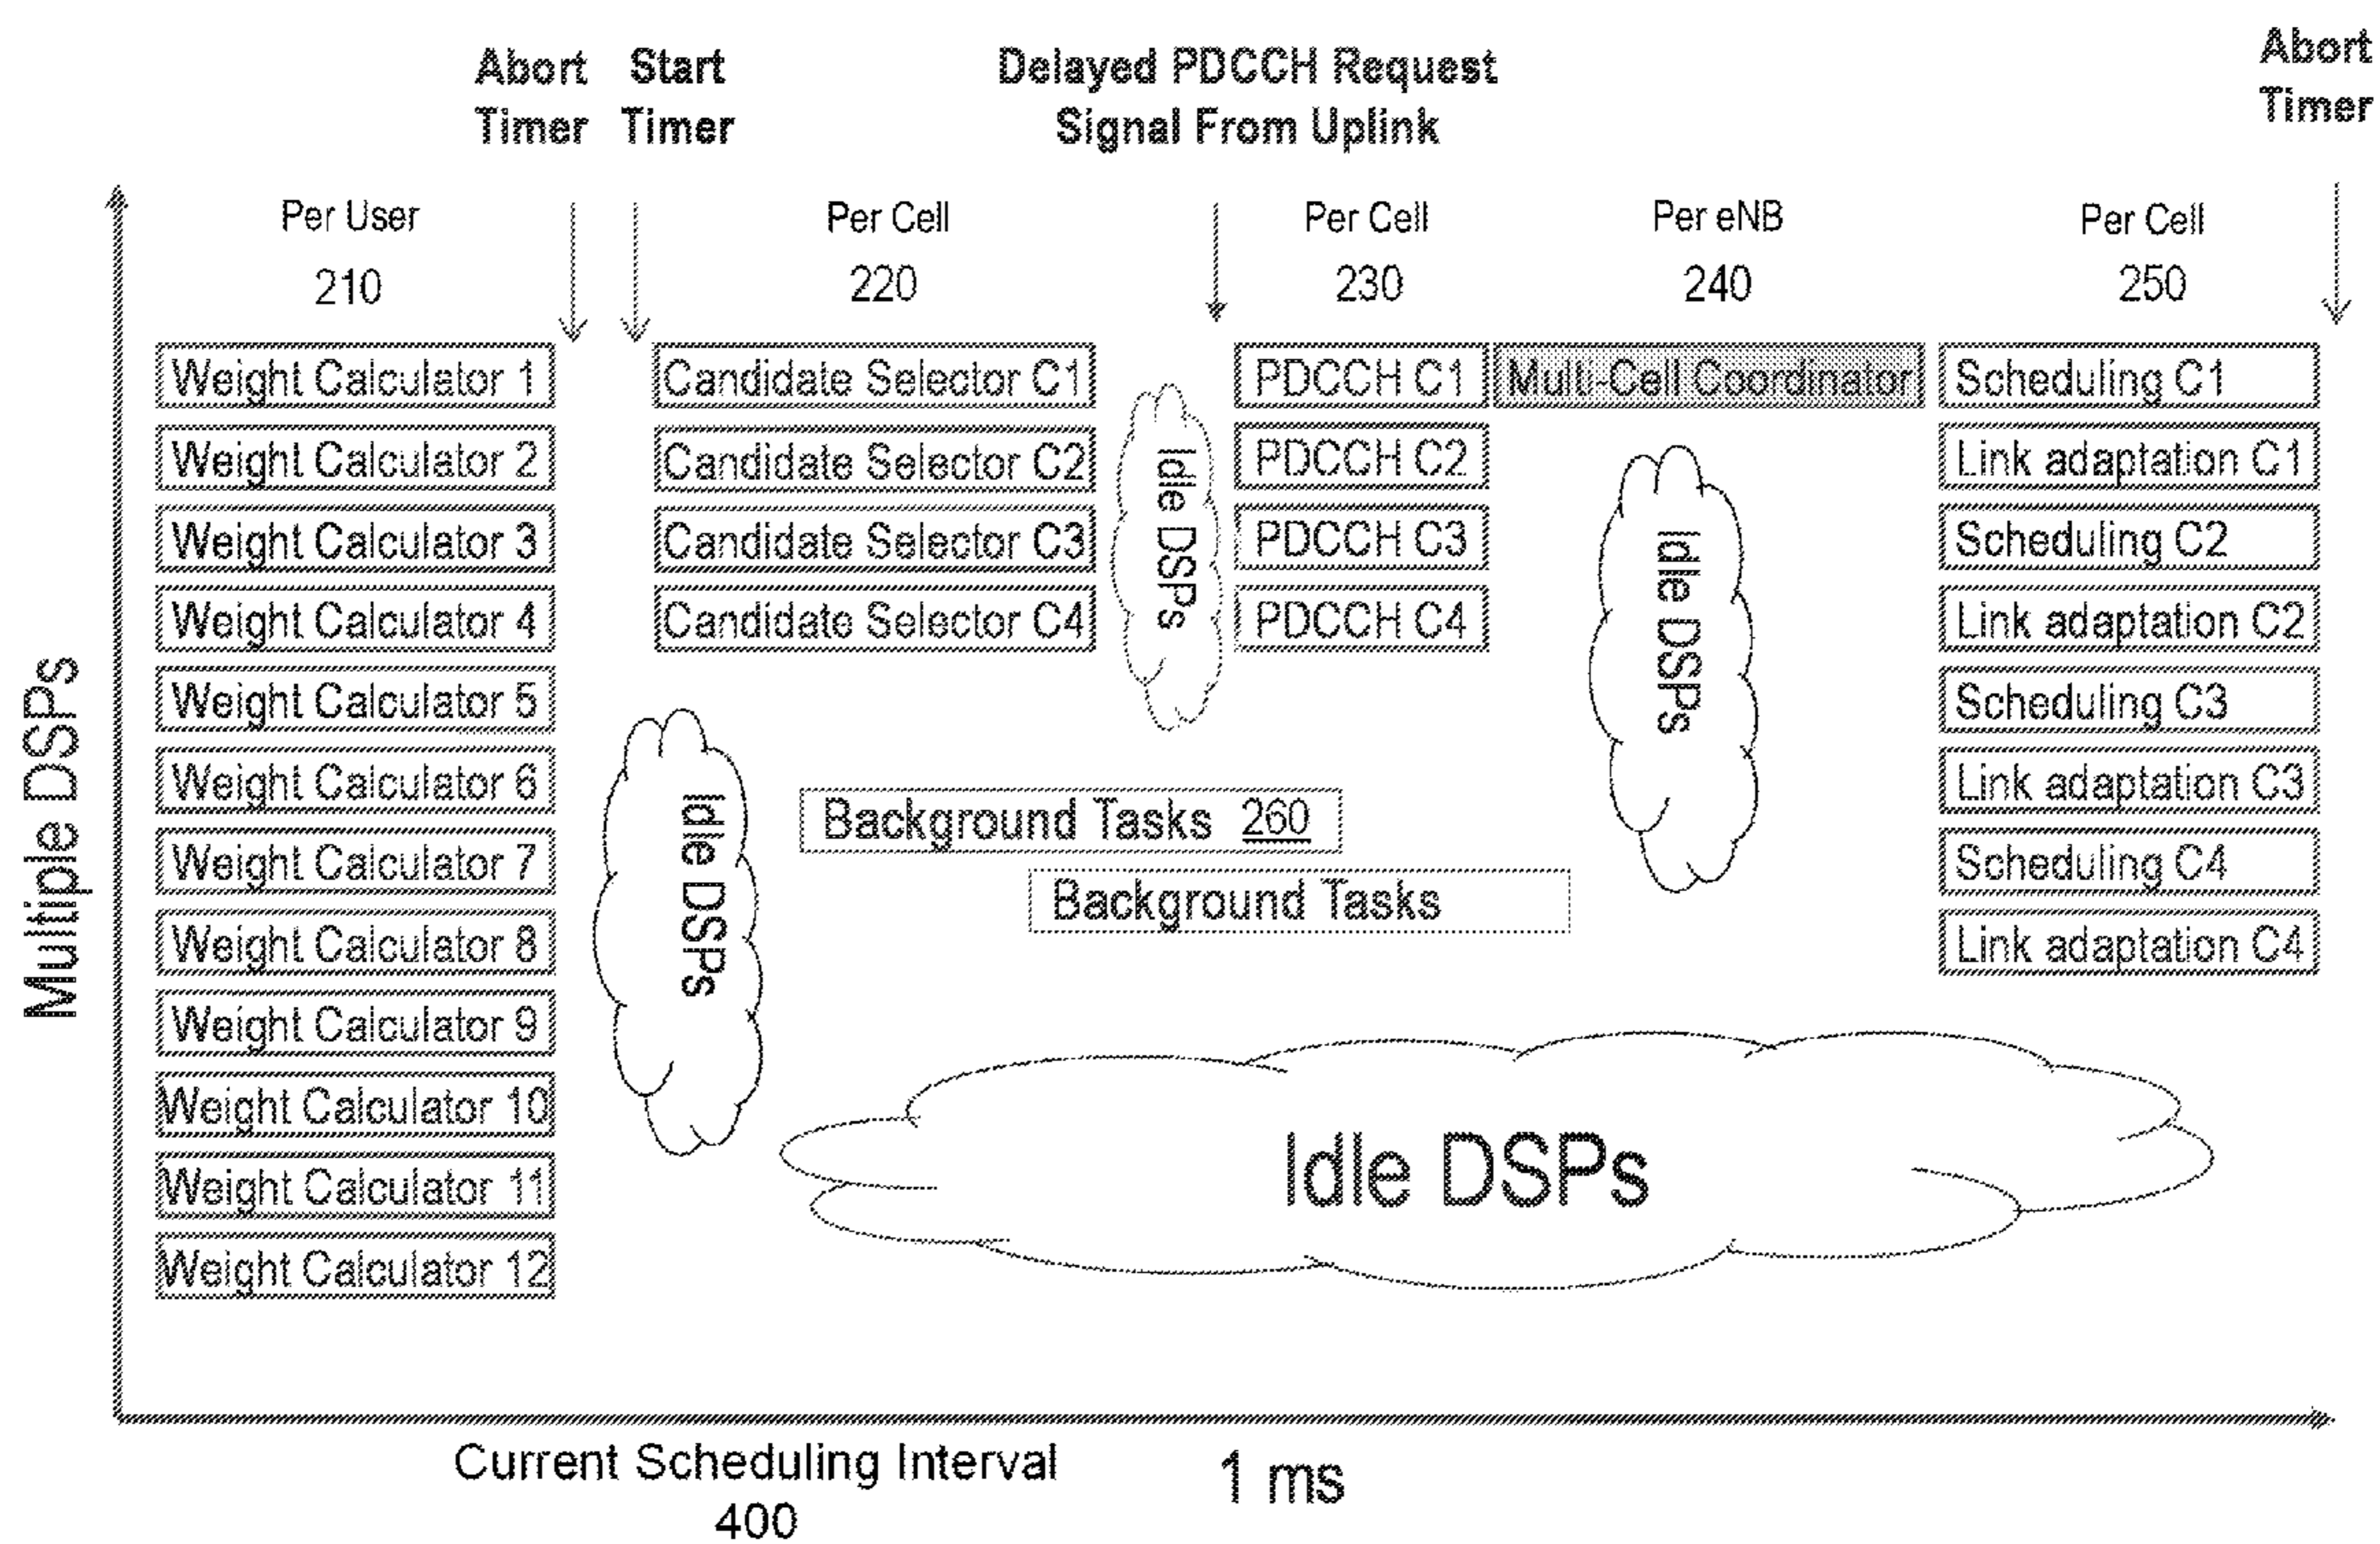 Abort
Timer
Start
Timer
Delayed PDCCH Request
Signal From Uplink
Abort
Timer
Per User
210
Per Cell
220
Per Cell
230
Per eNB
240
Per Cell
250
Multiple DSPs
Weight Calculator 1
Weight Calculator 2
Weight Calculator 3
Weight Calculator 4
Weight Calculator 5
Weight Calculator 6
Weight Calculator 7
Weight Calculator 8
Weight Calculator 9
Weight Calculator 10
Weight Calculator 11
Weight Calculator 12
Idle DSPs
Candidate Selector C1
Candidate Selector C2
Candidate Selector C3
Candidate Selector C4
Idle DSPs
PDCCH C1
PDCCH C2
PDCCH C3
PDCCH C4
Multi-Cell Coordinator
Idle DSPs
Scheduling C1
Link adaptation C1
Scheduling C2
Link adaptation C2
Scheduling C3
Link adaptation C3
Scheduling C4
Link adaptation C4
Background Tasks 260
Background Tasks
Idle DSPs
Current Scheduling Interval
400
1 ms